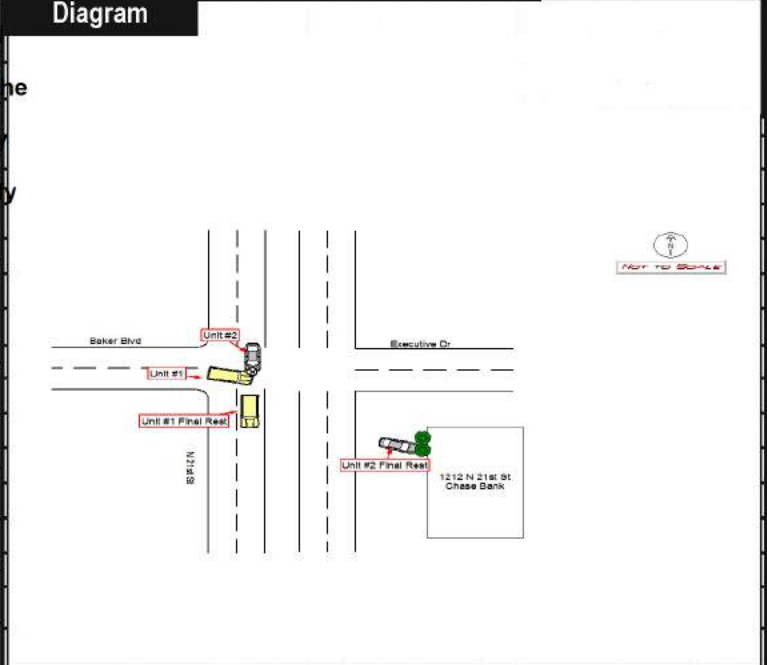 Diagram
ne
y
N
NOT TO SCALE
Unit #2
Baker Blvd
Executive Dr
Unit #1
Unit #1 Final Rest
N 21st St
Unit #2 Final Rest
1212 N 21st St
Chase Bank